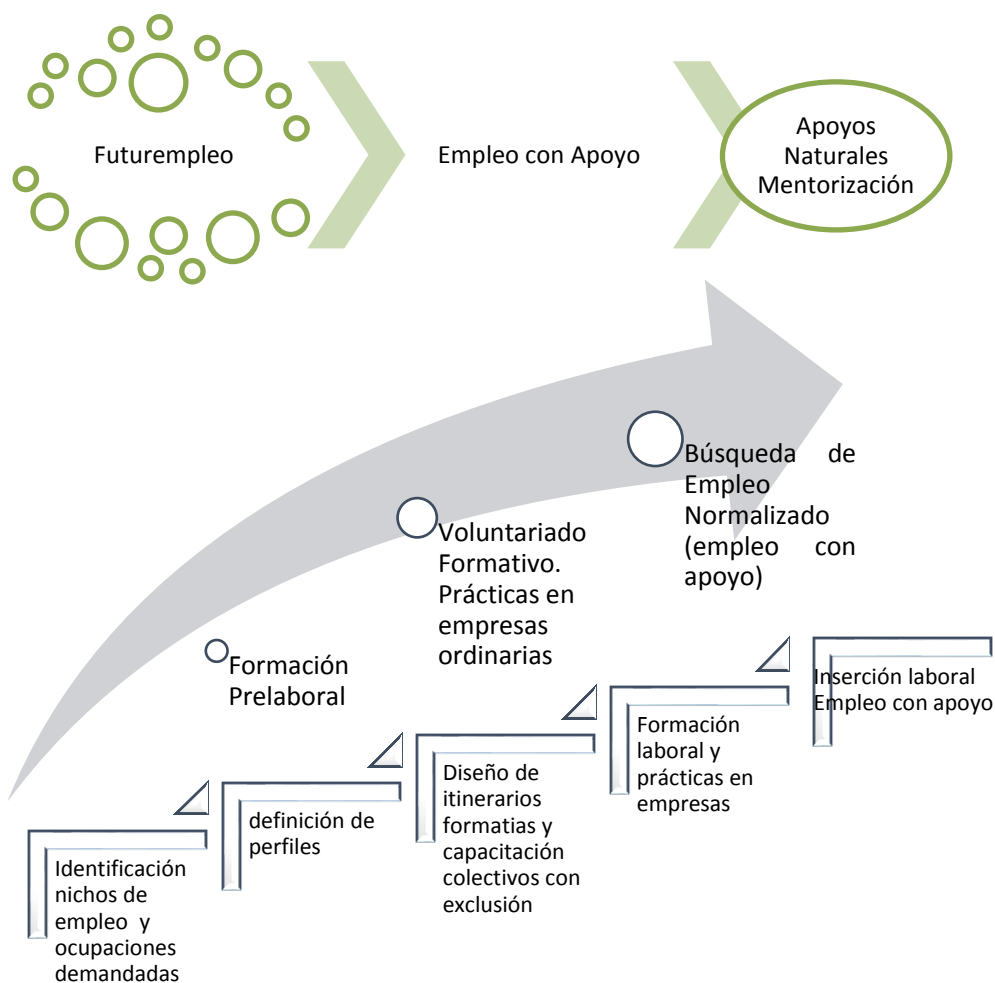 Futurempleo
Empleo con Apoyo
Apoyos
Naturales
Mentorización
Búsqueda de
Empleo
Normalizado
(empleo con
apoyo)
Voluntariado
Formativo.
Prácticas en
empresas
ordinarias
Formación
Prelaboral
Inserción laboral
Empleo con apoyo
Formación
laboral y
prácticas en
empresas
Diseño de
itinerarios
formatias y
capacitación
colectivos con
exclusión
definición de
perfiles
Identificación
nichos de
empleo y
ocupaciones
demandadas